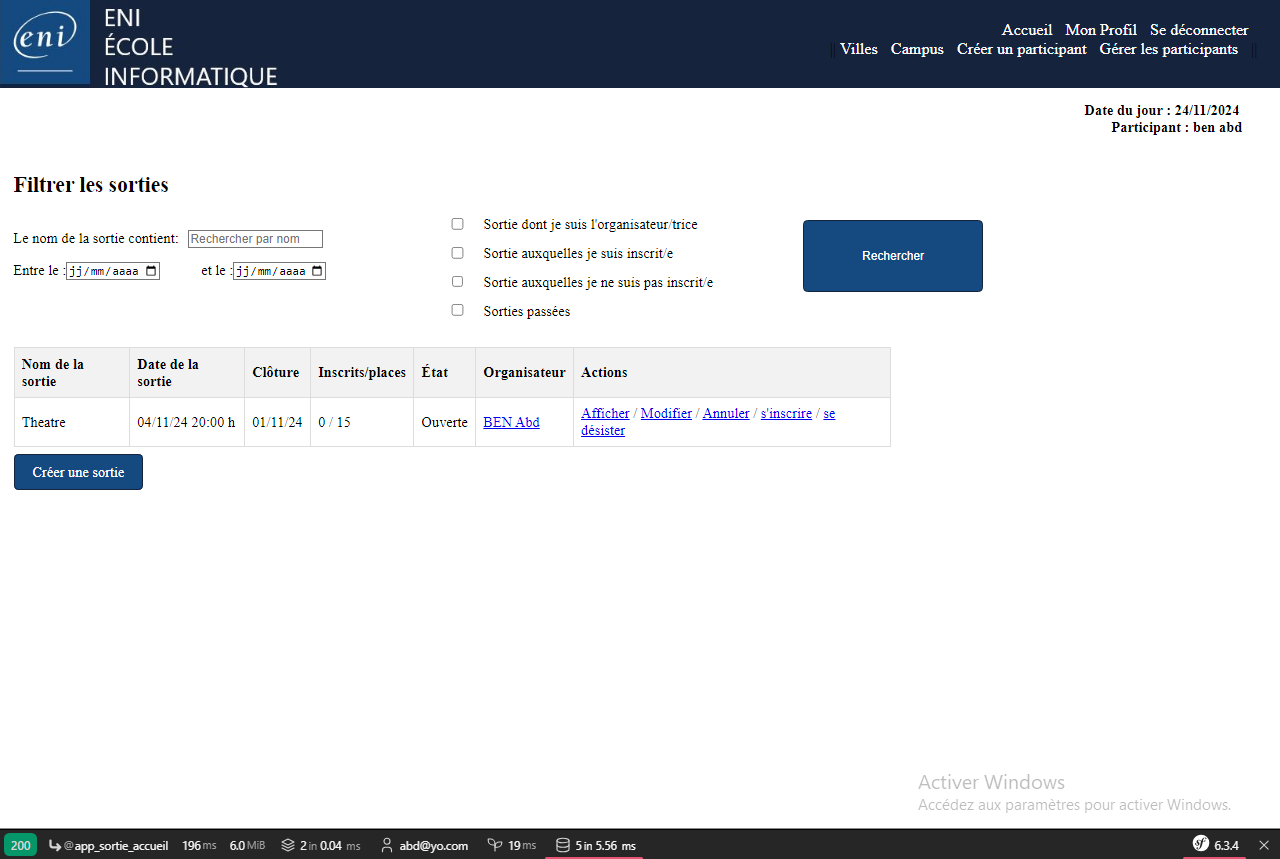 eni
ENI
ÉCOLE
INFORMATIQUE
Accueil Mon Profil Se déconnecter
|| Villes Campus Créer un participant Gérer les participants ||
Date du jour : 24/11/2024
Participant : ben abd
Filtrer les sorties
Le nom de la sortie contient: Rechercher par nom
Entre le : jj/mm/aaaa et le : jj/mm/aaaa
Sortie dont je suis l'organisateur/trice
Sortie auxquelles je suis inscrit/e
Sortie auxquelles je ne suis pas inscrit/e
Sorties passées
Rechercher
Nom de la sortie Date de la sortie Clôture Inscrits/places État Organisateur Actions
Theatre 04/11/24 20:00 h 01/11/24 0 / 15 Ouverte BEN Abd Afficher / Modifier / Annuler / s'inscrire / se
désister
Créer une sortie
Activer Windows
Accédez aux paramètres pour activer Windows.
200 @app_sortie_accueil 196 ms 6.0 MiB 2 in 0.04 ms abd@yo.com 19 ms 5 in 5.56 ms sf 6.3.4